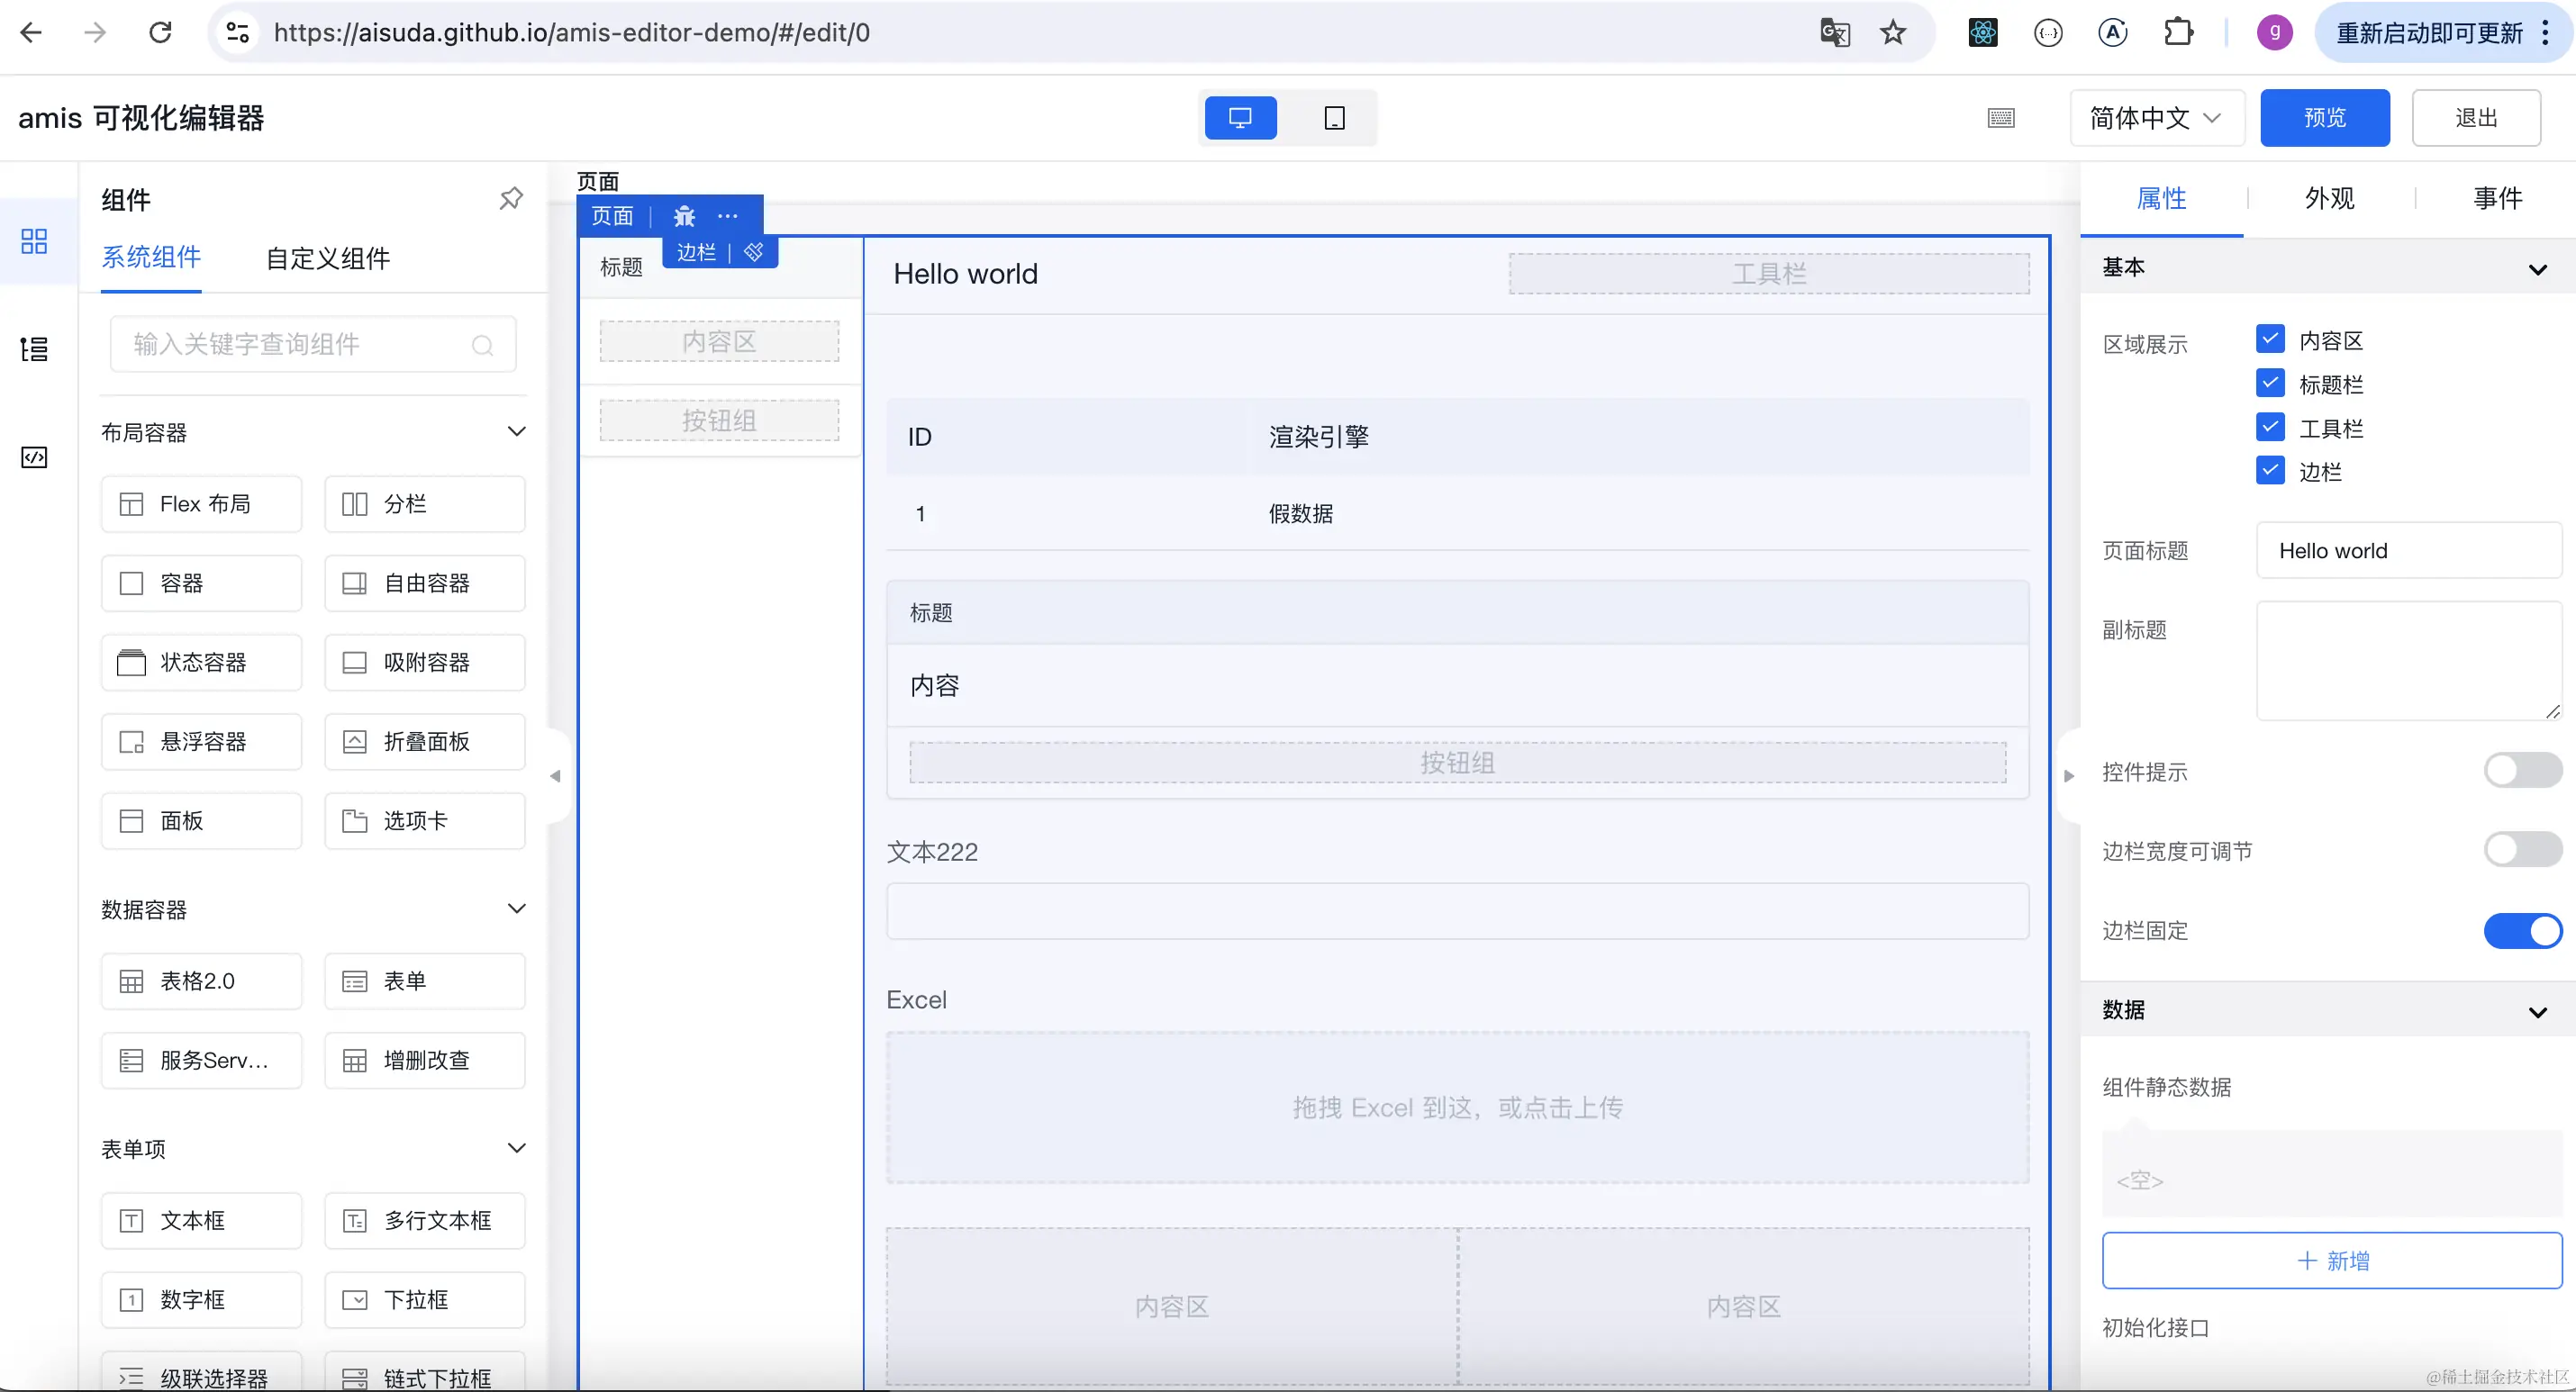 https://aisuda.github.io/amis-editor-demo/#/edit/0
g
重新启动即可更新
amis 可视化编辑器
简体中文
预览
退出
组件
系统组件
自定义组件
输入关键字查询组件
布局容器
Flex 布局
分栏
容器
自由容器
状态容器
吸附容器
悬浮容器
折叠面板
面板
选项卡
数据容器
表格2.0
表单
服务Serv...
增删改查
表单项
文本框
多行文本框
数字框
下拉框
级联选择器
链式下拉框
页面
页面
边栏
标题
内容区
按钮组
Hello world
工具栏
ID
渲染引擎
1
假数据
标题
内容
按钮组
文本222
Excel
拖拽 Excel 到这，或点击上传
内容区
内容区
属性
外观
事件
基本
区域展示
内容区
标题栏
工具栏
边栏
页面标题
Hello world
副标题
控件提示
边栏宽度可调节
边栏固定
数据
组件静态数据
<空>
新增
初始化接口
@稀土掘金技术社区